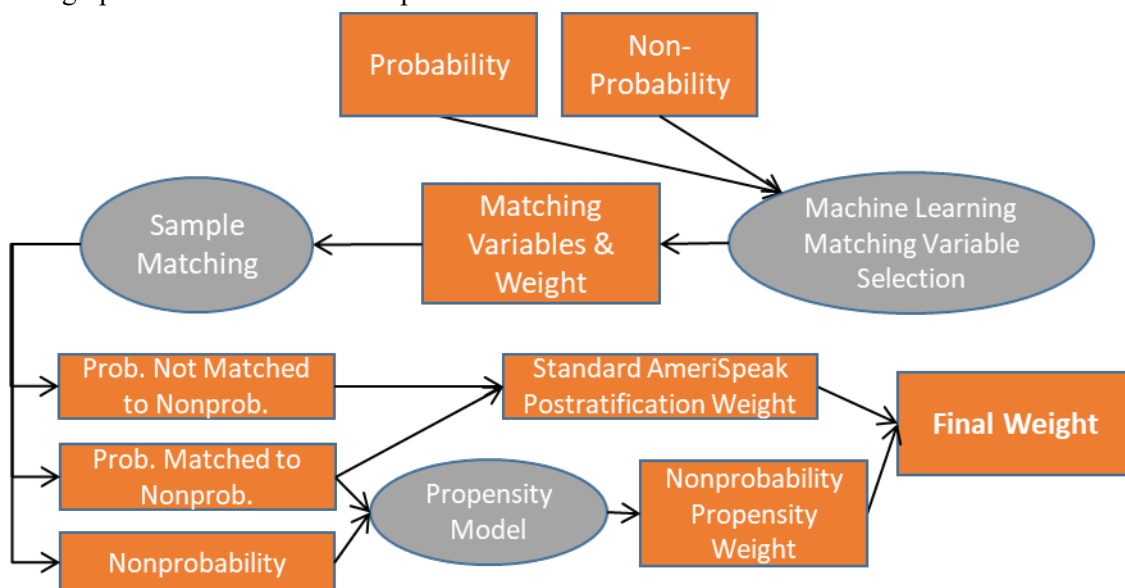 Probability
Non-
Probability
Machine Learning
Matching Variable
Selection
Matching
Variables &
Weight
Sample
Matching
Prob. Not Matched
to Nonprob.
Standard AmeriSpeak
Postratification Weight
Final Weight
Prob. Matched to
Nonprob.
Propensity
Model
Nonprobability
Propensity
Weight
Nonprobability